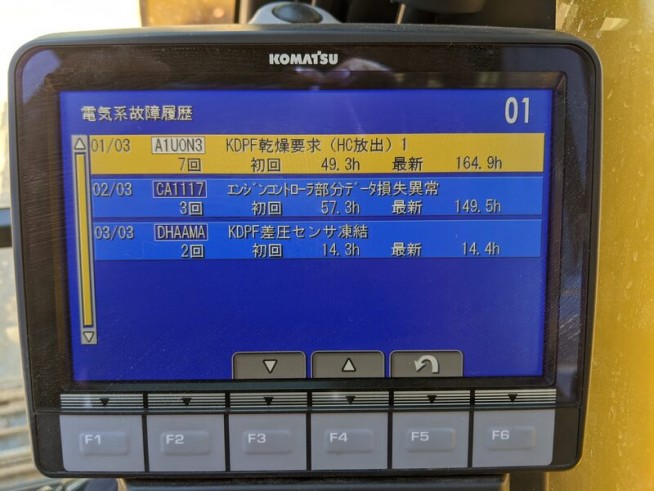 KOMATSU
電気系故障履歴 01
01/03 A1U0N3 KDPF乾燥要求（HC放出）1
7回 初回 49.3h 最新 164.9h
02/03 CA1117 ｴﾝｼﾞﾝｺﾝﾄﾛｰﾗ部分ﾃﾞｰﾀ損失異常
3回 初回 57.3h 最新 149.5h
03/03 DHAAMA KDPF差圧センサ凍結
2回 初回 14.3h 最新 14.4h
F1 F2 F3 F4 F5 F6